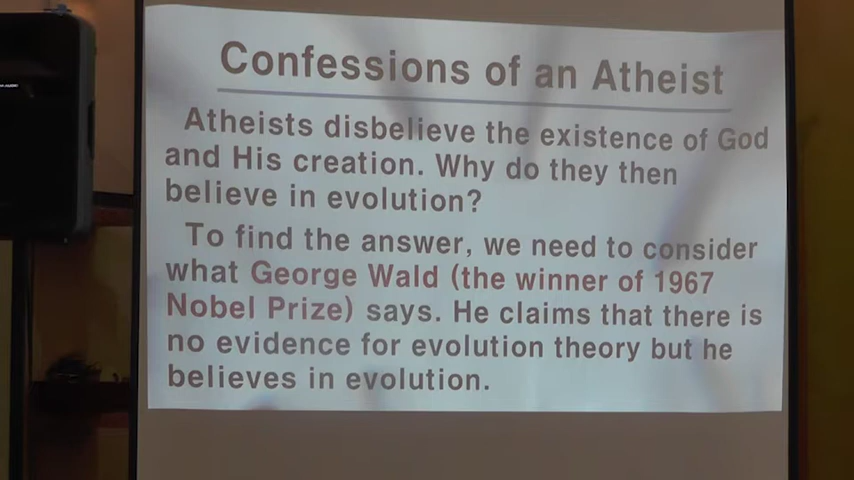 Confessions of an Atheist
Atheists disbelieve the existence of God
and His creation. Why do they then
believe in evolution?
To find the answer, we need to consider
what George Wald (the winner of 1967
Nobel Prize) says. He claims that there is
no evidence for evolution theory but he
believes in evolution.